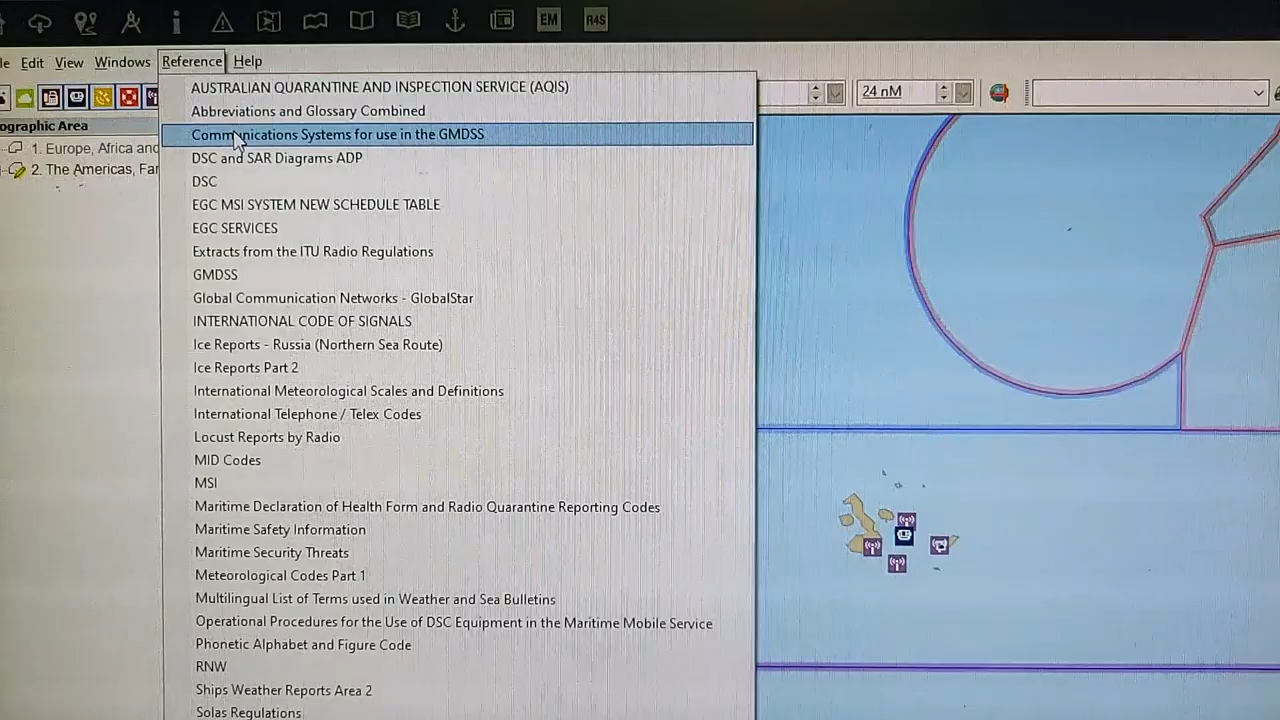 EM R4S
le Edit View Windows Reference Help
AUSTRALIAN QUARANTINE AND INSPECTION SERVICE (AQIS)
24 nM
Abbreviations and Glossary Combined
ographic Area
Communications Systems for use in the GMDSS
1. Europe, Africa and
DSC and SAR Diagrams ADP
2. The Americas, Far
DSC
EGC MSI SYSTEM NEW SCHEDULE TABLE
EGC SERVICES
Extracts from the ITU Radio Regulations
GMDSS
Global Communication Networks - GlobalStar
INTERNATIONAL CODE OF SIGNALS
Ice Reports - Russia (Northern Sea Route)
Ice Reports Part 2
International Meteorological Scales and Definitions
International Telephone / Telex Codes
Locust Reports by Radio
MID Codes
MSI
Maritime Declaration of Health Form and Radio Quarantine Reporting Codes
Maritime Safety Information
Maritime Security Threats
Meteorological Codes Part 1
Multilingual List of Terms used in Weather and Sea Bulletins
Operational Procedures for the Use of DSC Equipment in the Maritime Mobile Service
Phonetic Alphabet and Figure Code
RNW
Ships Weather Reports Area 2
Solas Regulations